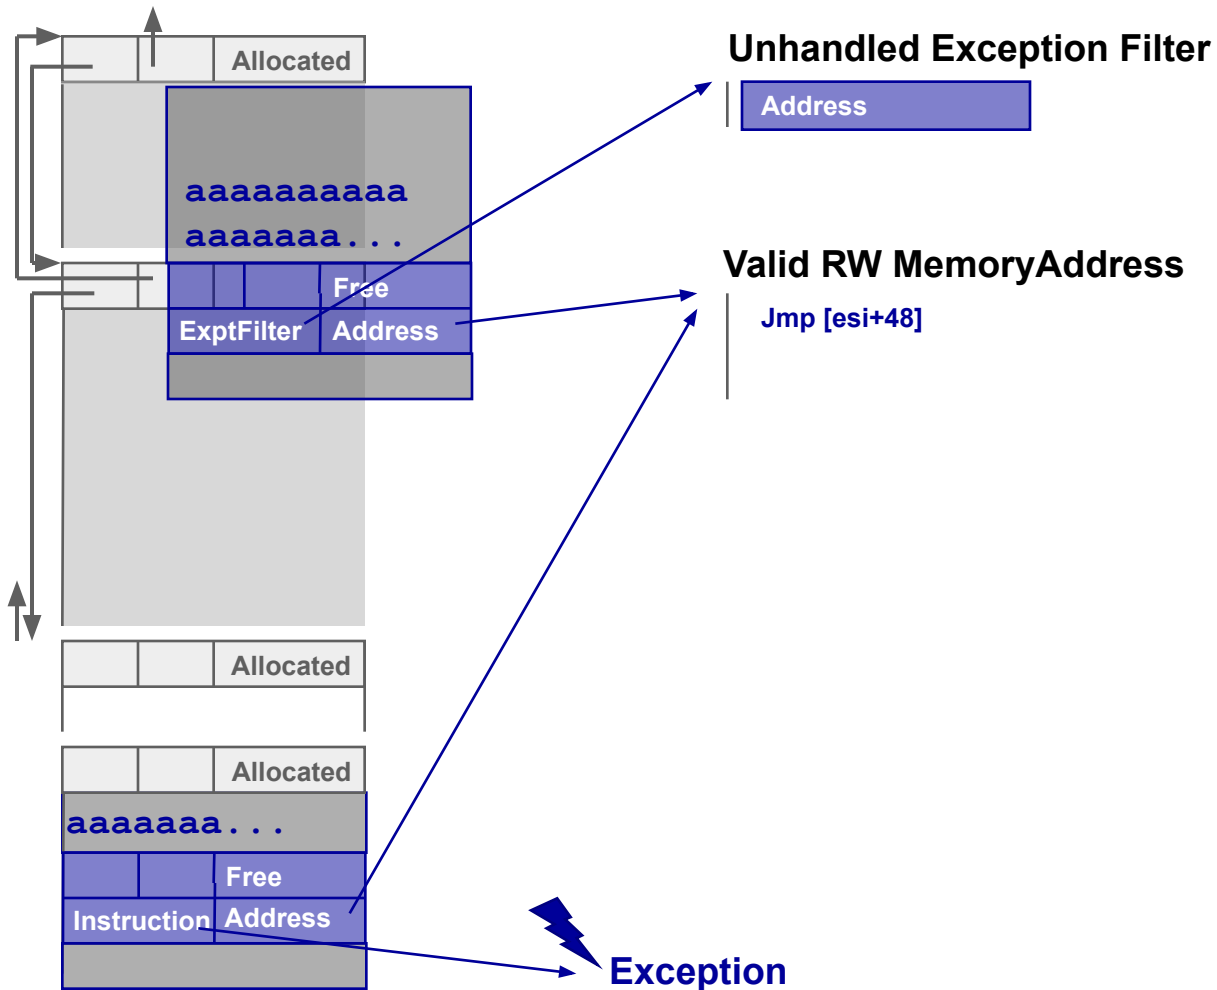 Allocated
aaaaaaaaaa
aaaaaaa...
Free
ExptFilter Address
Allocated
Allocated
aaaaaaa...
Free
Instruction Address
Unhandled Exception Filter
Address
Valid RW MemoryAddress
Jmp [esi+48]
Exception